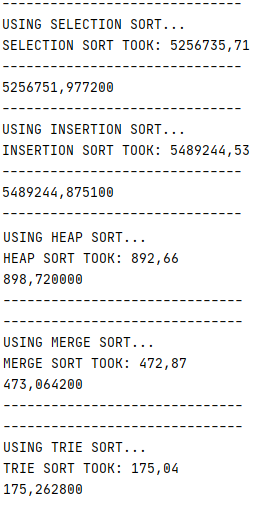 ------------------------------
USING SELECTION SORT...
SELECTION SORT TOOK: 5256735,71
------------------------------
5256751,977200
------------------------------
USING INSERTION SORT...
INSERTION SORT TOOK: 5489244,53
------------------------------
5489244,875100
------------------------------
USING HEAP SORT...
HEAP SORT TOOK: 892,66
898,720000
------------------------------
------------------------------
USING MERGE SORT...
MERGE SORT TOOK: 472,87
473,064200
------------------------------
------------------------------
USING TRIE SORT...
TRIE SORT TOOK: 175,04
175,262800